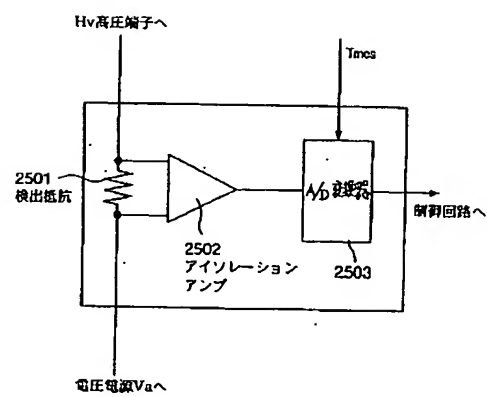 Hv高圧端子へ
Tmes
2501
検出抵抗
A/D 変換器
制御回路へ
2502
アイソレーション
アンプ
2503
電圧電源Vaへ